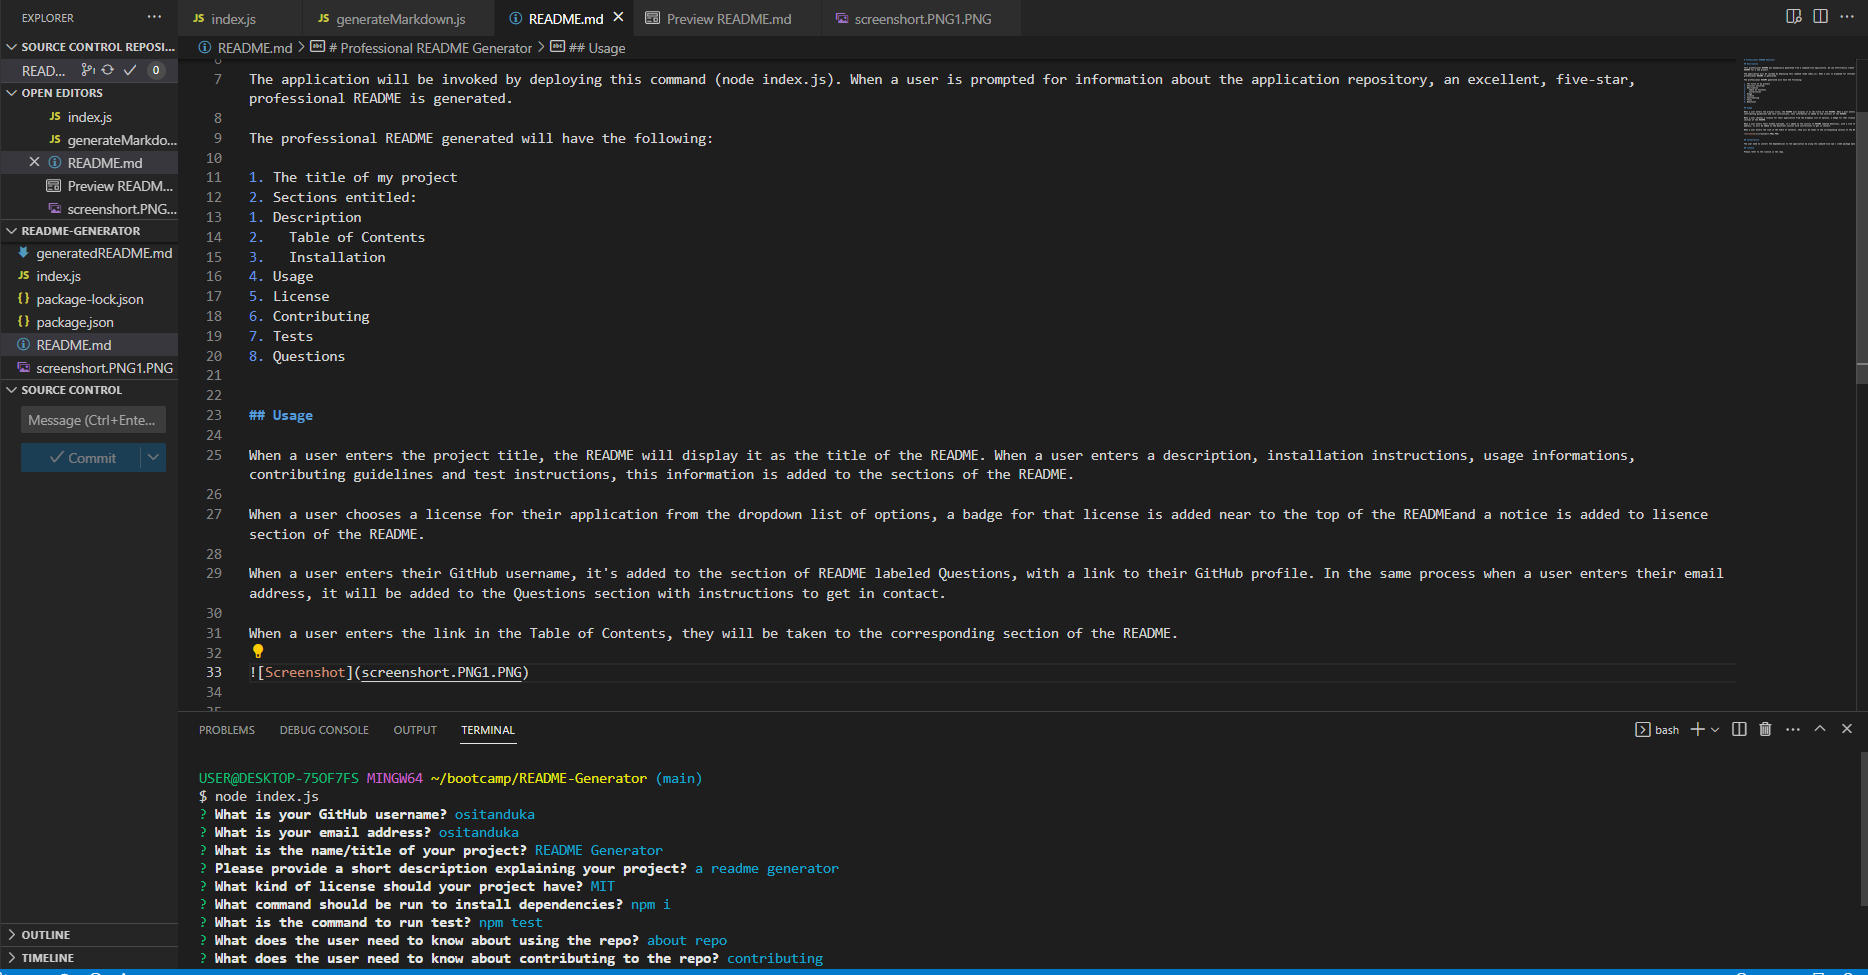 EXPLORER ···
JS index.js JS generateMarkdown.js README.md Preview README.md screenshort.PNG1.PNG ···
SOURCE CONTROL REPOSI...
README.md > # Professional README Generator > ## Usage
READ... 0
OPEN EDITORS
JS index.js
JS generateMarkdo...
README.md
Preview READM...
screenshort.PNG...
README-GENERATOR
generatedREADME.md
JS index.js
{} package-lock.json
{} package.json
README.md
screenshort.PNG1.PNG
SOURCE CONTROL
Message (Ctrl+Ente...
Commit
OUTLINE
TIMELINE
6
7 The application will be invoked by deploying this command (node index.js). When a user is prompted for information about the application repository, an excellent, five-star,
professional README is generated.
8
9 The professional README generated will have the following:
10
11 1. The title of my project
12 2. Sections entitled:
13 1. Description
14 2. Table of Contents
15 3. Installation
16 4. Usage
17 5. License
18 6. Contributing
19 7. Tests
20 8. Questions
21
22
23 ## Usage
24
25 When a user enters the project title, the README will display it as the title of the README. When a user enters a description, installation instructions, usage informations,
contributing guidelines and test instructions, this information is added to the sections of the README.
26
27 When a user chooses a license for their application from the dropdown list of options, a badge for that license is added near to the top of the READMEand a notice is added to lisence
section of the README.
28
29 When a user enters their GitHub username, it's added to the section of README labeled Questions, with a link to their GitHub profile. In the same process when a user enters their email
address, it will be added to the Questions section with instructions to get in contact.
30
31 When a user enters the link in the Table of Contents, they will be taken to the corresponding section of the README.
32
33 ![Screenshot](screenshort.PNG1.PNG)
34
35
PROBLEMS DEBUG CONSOLE OUTPUT TERMINAL bash ···
USER@DESKTOP-75OF7FS MINGW64 ~/bootcamp/README-Generator (main)
$ node index.js
? What is your GitHub username? ositanduka
? What is your email address? ositanduka
? What is the name/title of your project? README Generator
? Please provide a short description explaining your project? a readme generator
? What kind of license should your project have? MIT
? What command should be run to install dependencies? npm i
? What is the command to run test? npm test
? What does the user need to know about using the repo? about repo
? What does the user need to know about contributing to the repo? contributing